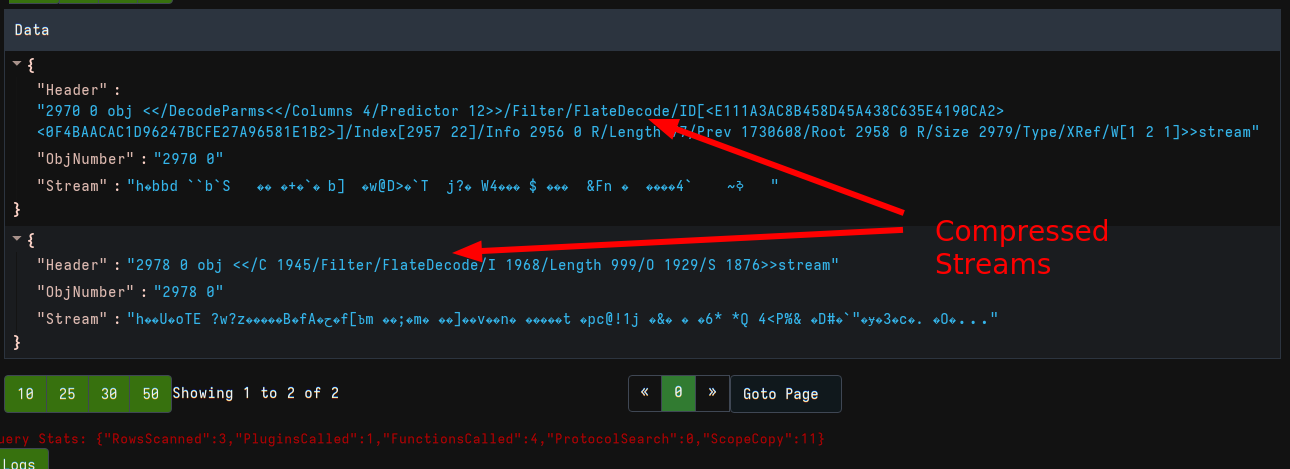 Data
{
"Header" :
"2970 0 obj <</DecodeParms<</Columns 4/Predictor 12>>/Filter/FlateDecode/ID[<E111A3AC8B458D45A438C635E4190CA2>
<0F4BAACAC1D96247BCFE27A96581E1B2>]/Index[2957 22]/Info 2956 0 R/Length 77/Prev 1730608/Root 2958 0 R/Size 2979/Type/XRef/W[1 2 1]>>stream"
"ObjNumber" : "2970 0"
"Stream" : "h�bbd ``b`S �� �+�`� b] �w@D>�`T j?� W4��� $ ��� &Fn � ����4` "
}
{
"Header" : "2978 0 obj <</C 1945/Filter/FlateDecode/I 1968/Length 999/O 1929/S 1876>>stream"
"ObjNumber" : "2978 0"
"Stream" : "h��U�oTE ?w?z�����B�fA�ح�f[ъm ��;�m� ��]��v��n� �����t �pc@!1j �&� � �6* *Q 4<P%& �D#�`"�ɏ�3�c�. �O�..."
}
Compressed
Streams
10 25 30 50 Showing 1 to 2 of 2 « 0 » Goto Page
uery Stats: {"RowsScanned":3,"PluginsCalled":1,"FunctionsCalled":4,"ProtocolSearch":0,"ScopeCopy":11}
Logs